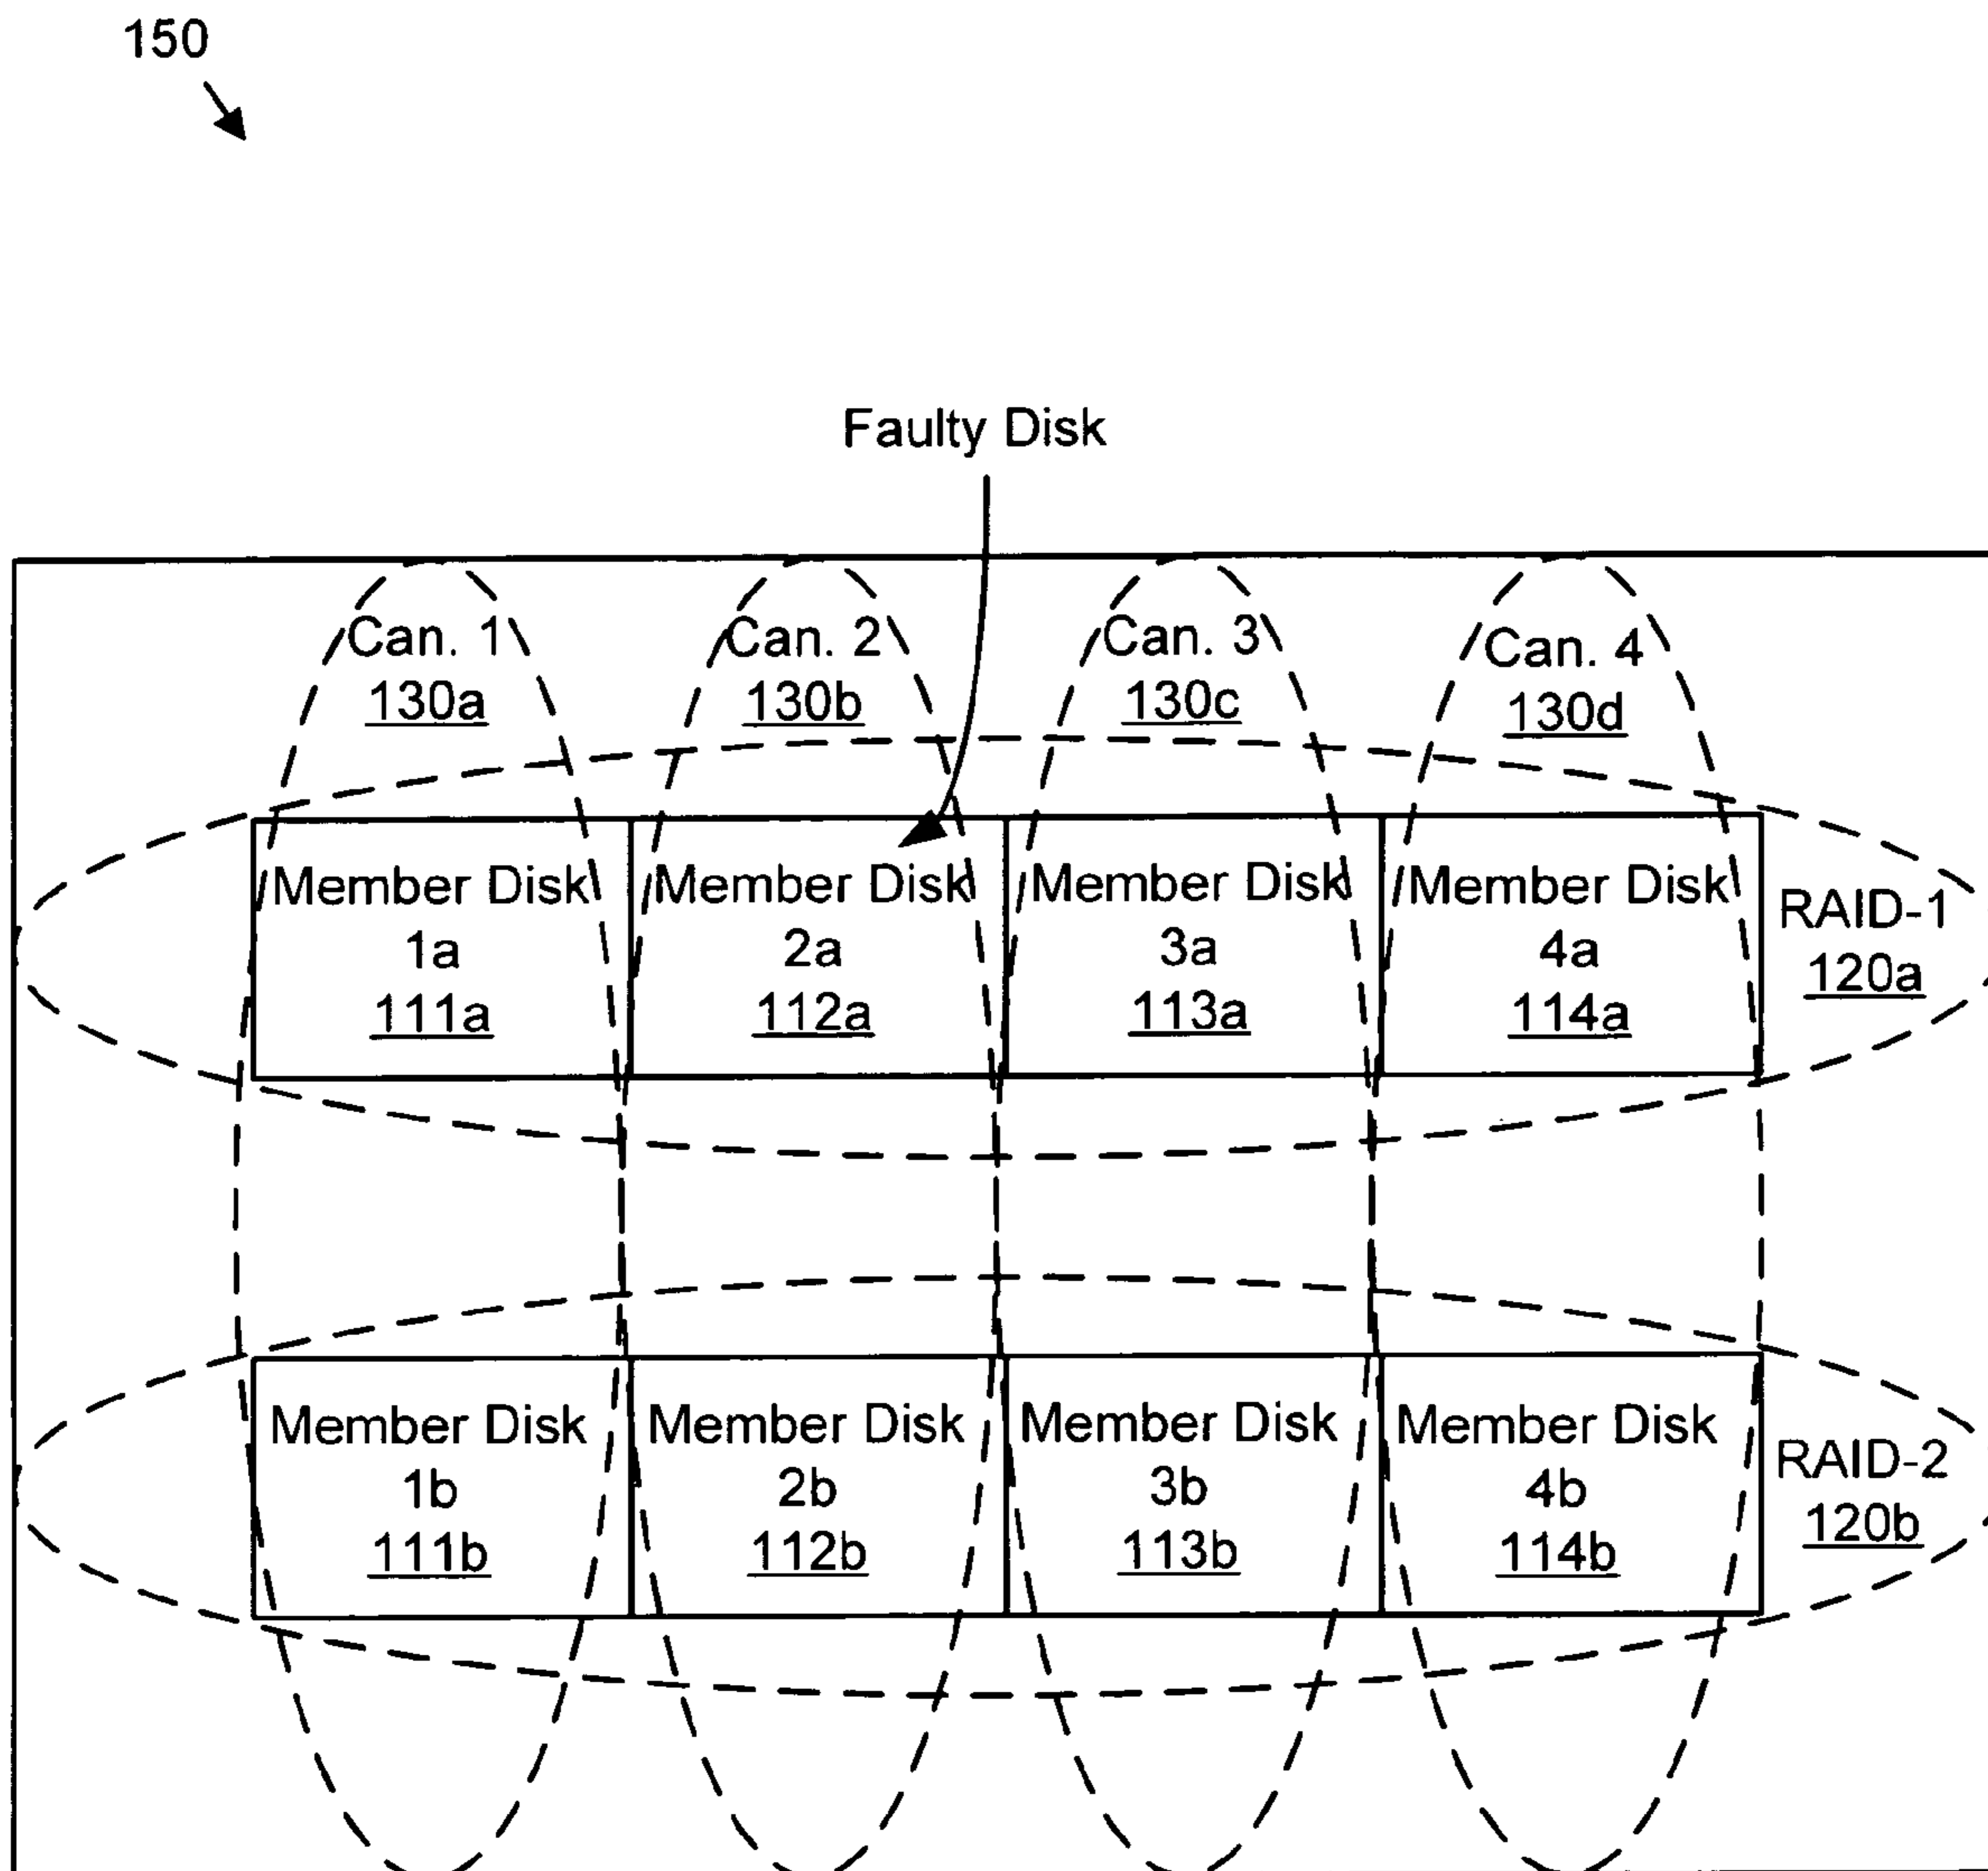 150
Faulty Disk
Can. 1
130a
Can. 2
130b
Can. 3
130c
Can. 4
130d
Member Disk
1a
111a
Member Disk
2a
112a
Member Disk
3a
113a
Member Disk
4a
114a
RAID-1
120a
Member Disk
1b
111b
Member Disk
2b
112b
Member Disk
3b
113b
Member Disk
4b
114b
RAID-2
120b